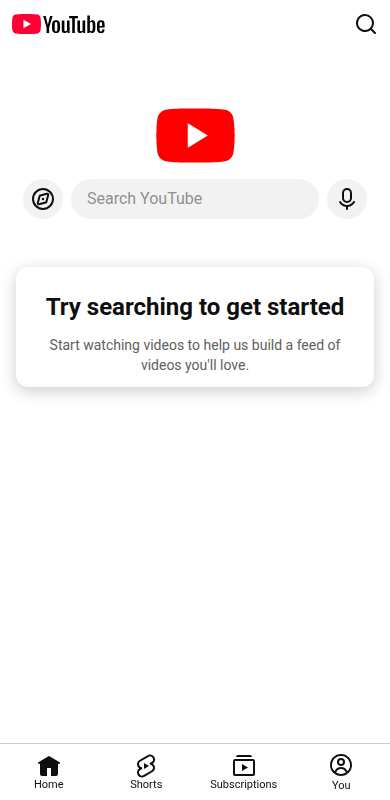 YouTube
Search YouTube
Try searching to get started
Start watching videos to help us build a feed of
videos you'll love.
Home
Shorts
Subscriptions
You